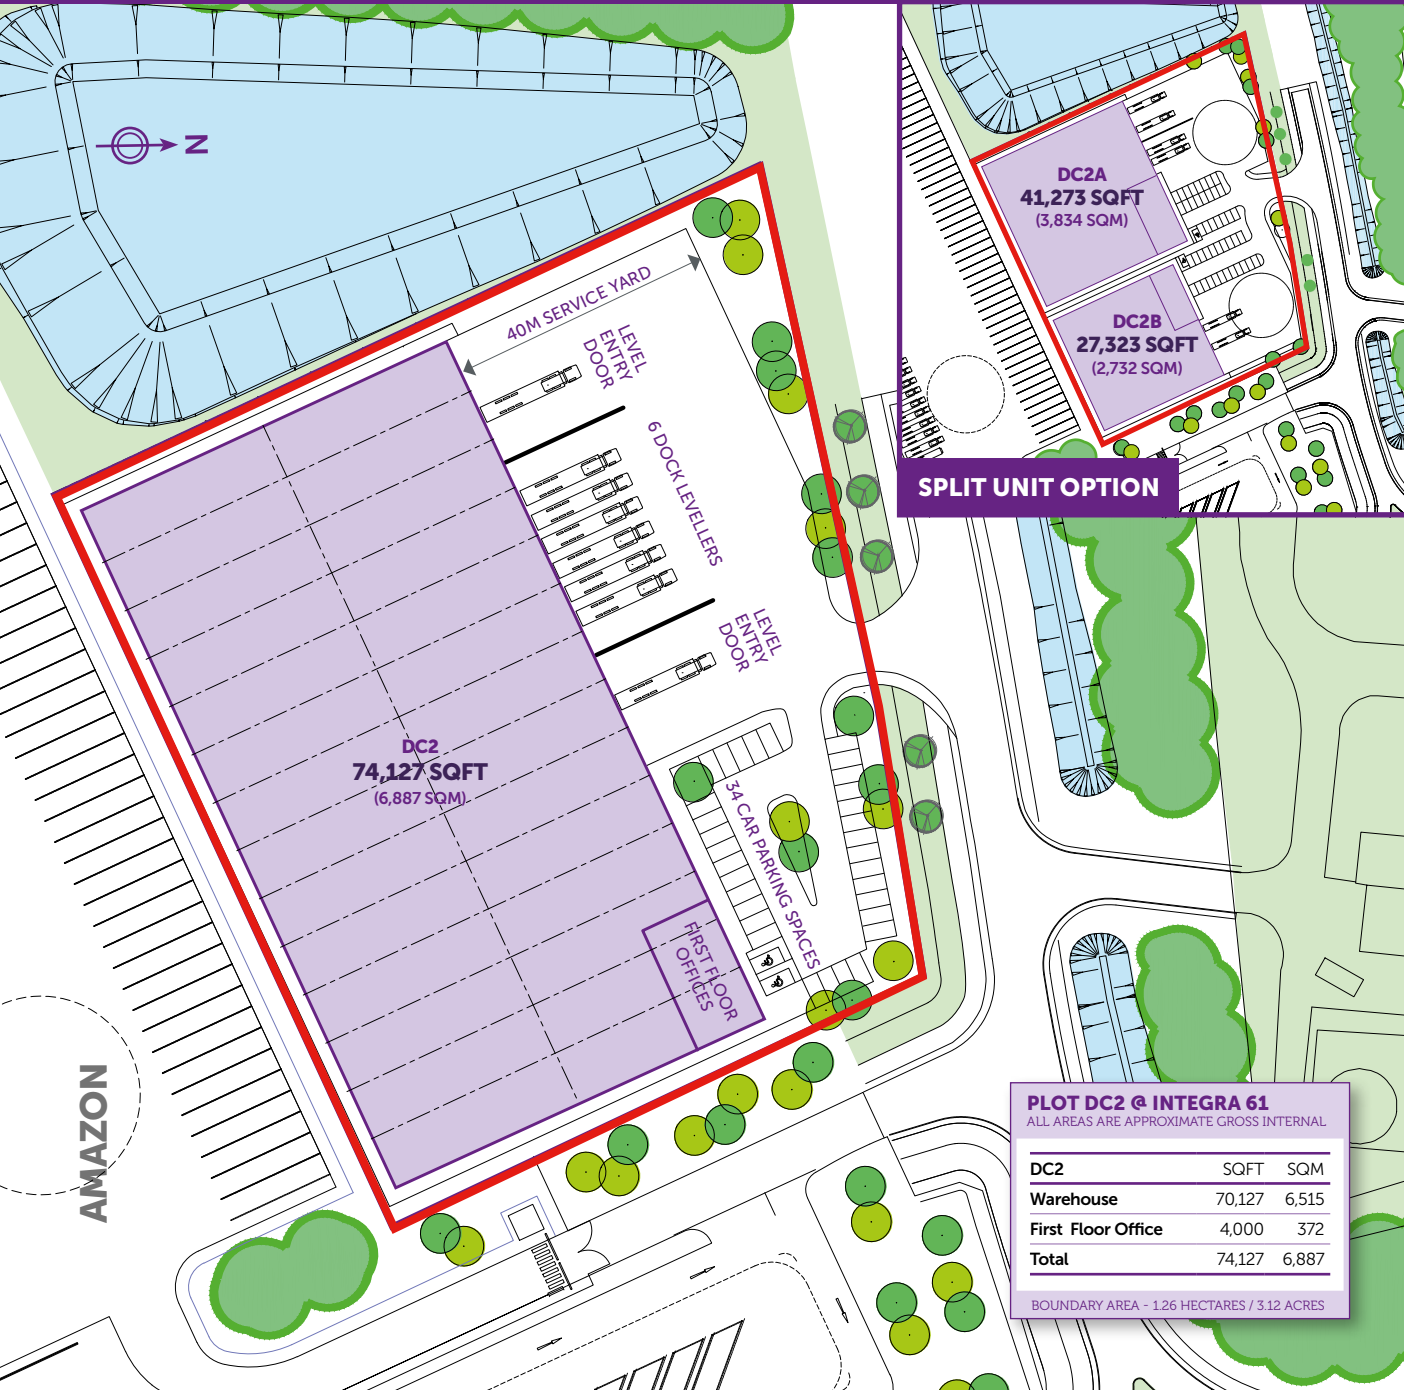 N
40M SERVICE YARD
LEVEL
ENTRY
DOOR
6 DOCK LEVELLERS
LEVEL
ENTRY
DOOR
DC2
74,127 SQFT
(6,887 SQM)
34 CAR PARKING SPACES
FIRST FLOOR
OFFICES
AMAZON
DC2A
41,273 SQFT
(3,834 SQM)
DC2B
27,323 SQFT
(2,732 SQM)
SPLIT UNIT OPTION
PLOT DC2 @ INTEGRA 61
ALL AREAS ARE APPROXIMATE GROSS INTERNAL
DC2 SQFT SQM
Warehouse 70,127 6,515
First Floor Office 4,000 372
Total 74,127 6,887
BOUNDARY AREA - 1.26 HECTARES / 3.12 ACRES